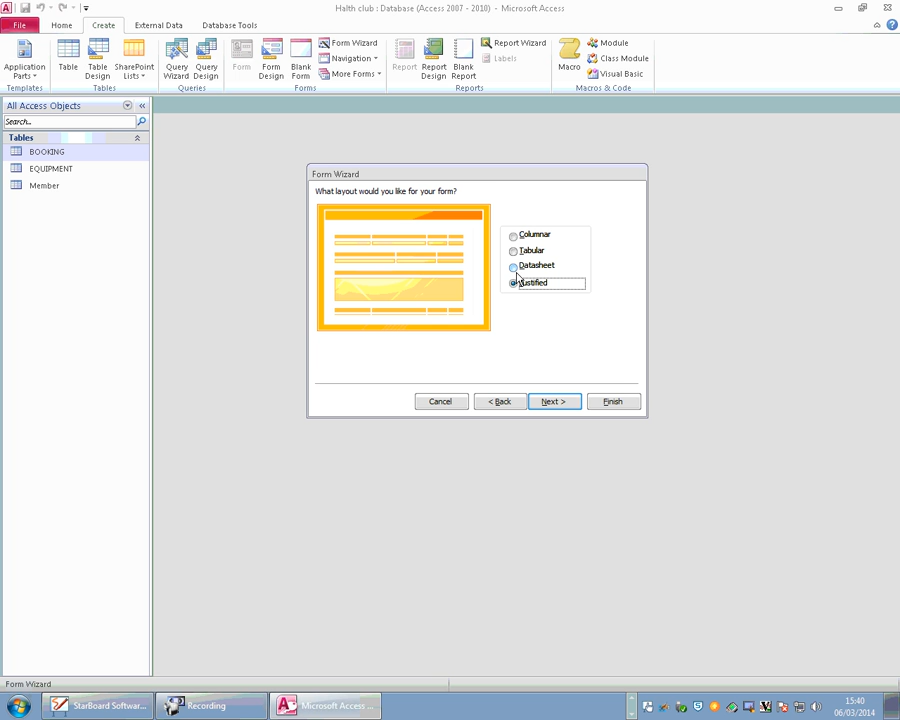 Halth club : Database (Access 2007 - 2010) - Microsoft Access
File Home Create External Data Database Tools
Application Parts
Table
Table Design
SharePoint Lists
Query Wizard
Query Design
Form
Form Design
Blank Form
Form Wizard
Navigation
More Forms
Report
Report Design
Blank Report
Report Wizard
Labels
Macro
Module
Class Module
Visual Basic
Templates Tables Queries Forms Reports Macros & Code
All Access Objects
Search...
Tables
BOOKING
EQUIPMENT
Member
Form Wizard
What layout would you like for your form?
Columnar
Tabular
Datasheet
Justified
Cancel < Back Next > Finish
Form Wizard
StarBoard Softwar... Recording Microsoft Access ...
15:40
06/03/2014